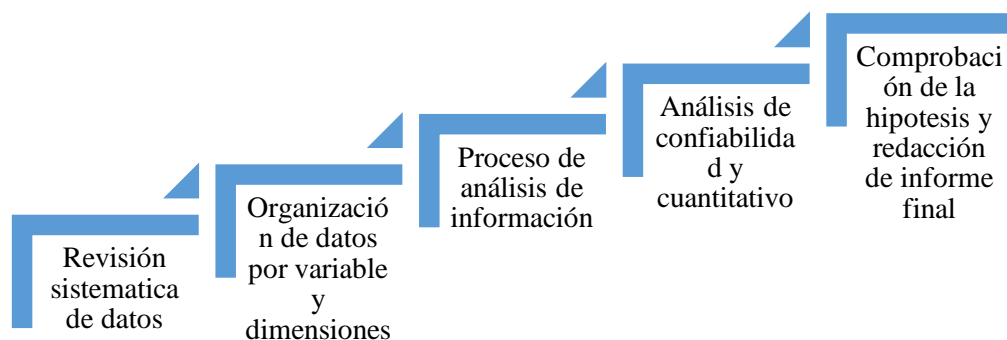 Revisión
sistematica
de datos
Organizació
n de datos
por variable
y
dimensiones
Proceso de
análisis de
información
Análisis de
confiabilida
d y
cuantitativo
Comprobaci
ón de la
hipotesis y
redacción
de informe
final